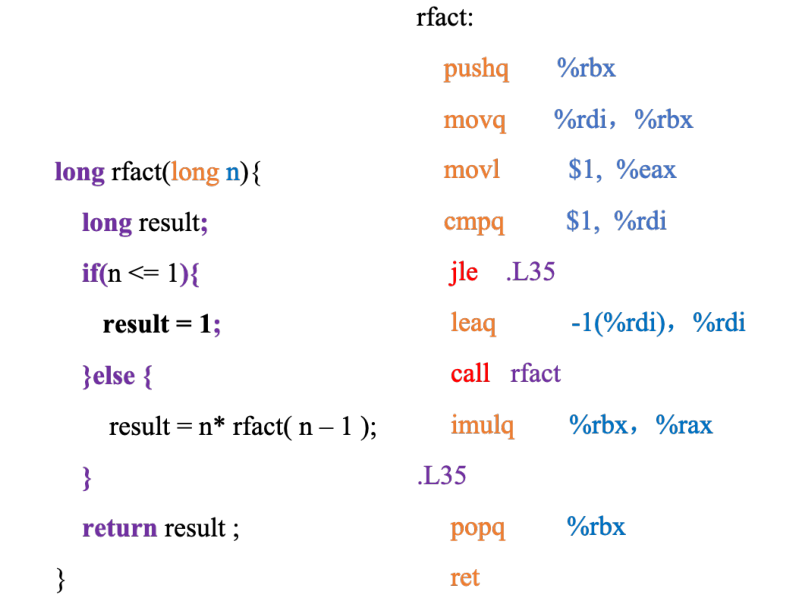 long rfact(long n){
long result;
if(n <= 1){
result = 1;
}else {
result = n* rfact( n – 1 );
}
return result ;
}
rfact:
pushq %rbx
movq %rdi，%rbx
movl $1, %eax
cmpq $1, %rdi
jle .L35
leaq -1(%rdi)，%rdi
call rfact
imulq %rbx，%rax
.L35
popq %rbx
ret